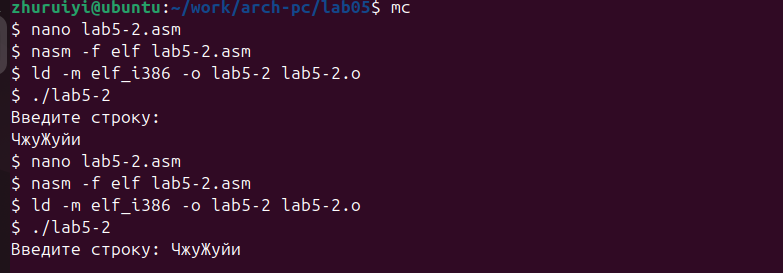 zhuruiyi@ubuntu:~/work/arch-pc/lab05$ mc
$ nano lab5-2.asm
$ nasm -f elf lab5-2.asm
$ ld -m elf_i386 -o lab5-2 lab5-2.o
$ ./lab5-2
Введите строку:
ЧжуЖуйи
$ nano lab5-2.asm
$ nasm -f elf lab5-2.asm
$ ld -m elf_i386 -o lab5-2 lab5-2.o
$ ./lab5-2
Введите строку: ЧжуЖуйи